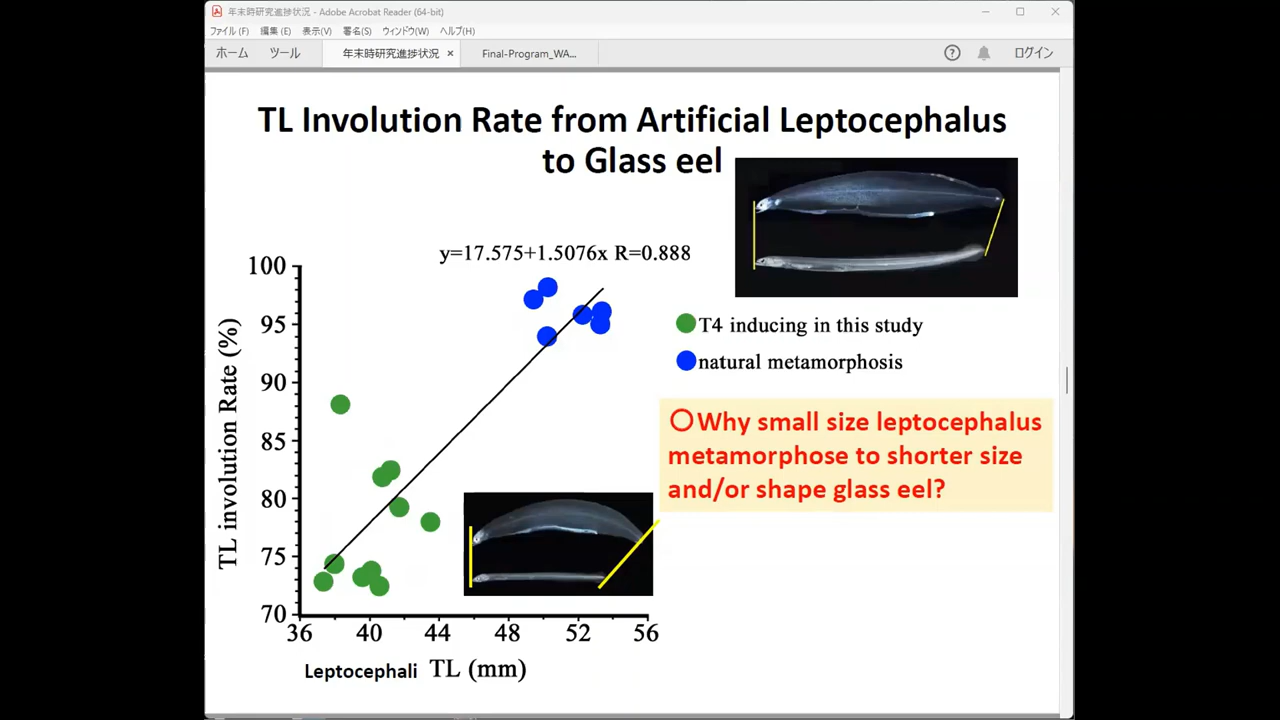 年末時研究進捗状況 - Adobe Acrobat Reader (64-bit)
ファイル(F) 編集(E) 表示(V) 署名(S) ウィンドウ(W) ヘルプ(H)
ホーム ツール 年末時研究進捗状況 × Final-Program_WA... ? ログイン
TL Involution Rate from Artificial Leptocephalus
to Glass eel
y=17.575+1.5076x R=0.888
TL involution Rate (%)
100
95
90
85
80
75
70
36 40 44 48 52 56
Leptocephali TL (mm)
T4 inducing in this study
natural metamorphosis
〇Why small size leptocephalus
metamorphose to shorter size
and/or shape glass eel?